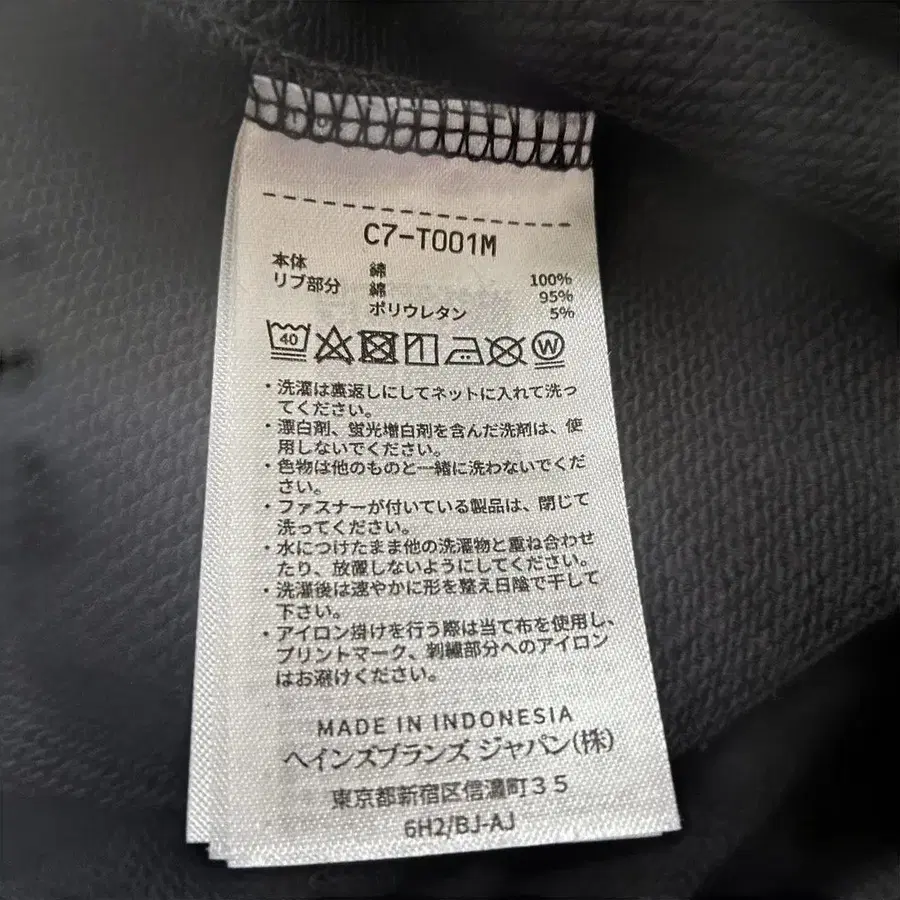 C7-T001M
本体 綿 100%
リブ部分 綿 95%
ポリウレタン 5%
40 W
・洗濯は裏返しにしてネットに入れて洗っ
てください。
・漂白剤、蛍光増白剤を含んだ洗剤は、使
用しないでください。
・色物は他のものと一緒に洗わないでくだ
さい。
・ファスナーが付いている製品は、閉じて
洗ってください。
・水につけたまま他の洗濯物と重ね合わせ
たり、放置しないようにしてください。
・洗濯後は速やかに形を整え日陰で干して
下さい。
・アイロン掛けを行う際は当て布を使用し、
プリントマーク、刺繍部分へのアイロン
はお避けください。
MADE IN INDONESIA
ヘインズブランズ ジャパン(株)
東京都新宿区信濃町35
6H2/BJ-AJ